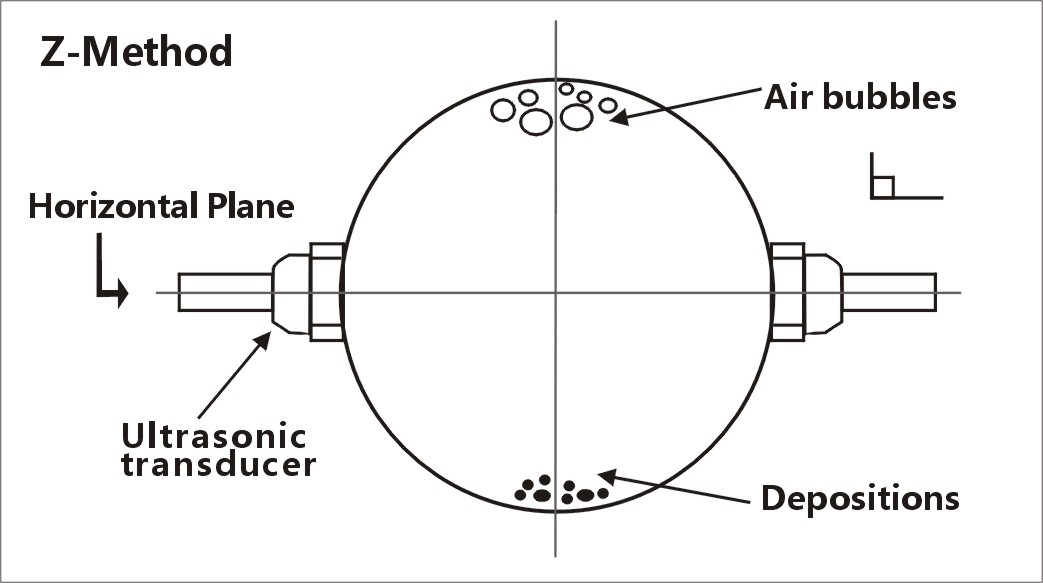 Z-Method
Air bubbles
Horizontal Plane
Ultrasonic
transducer
Depositions